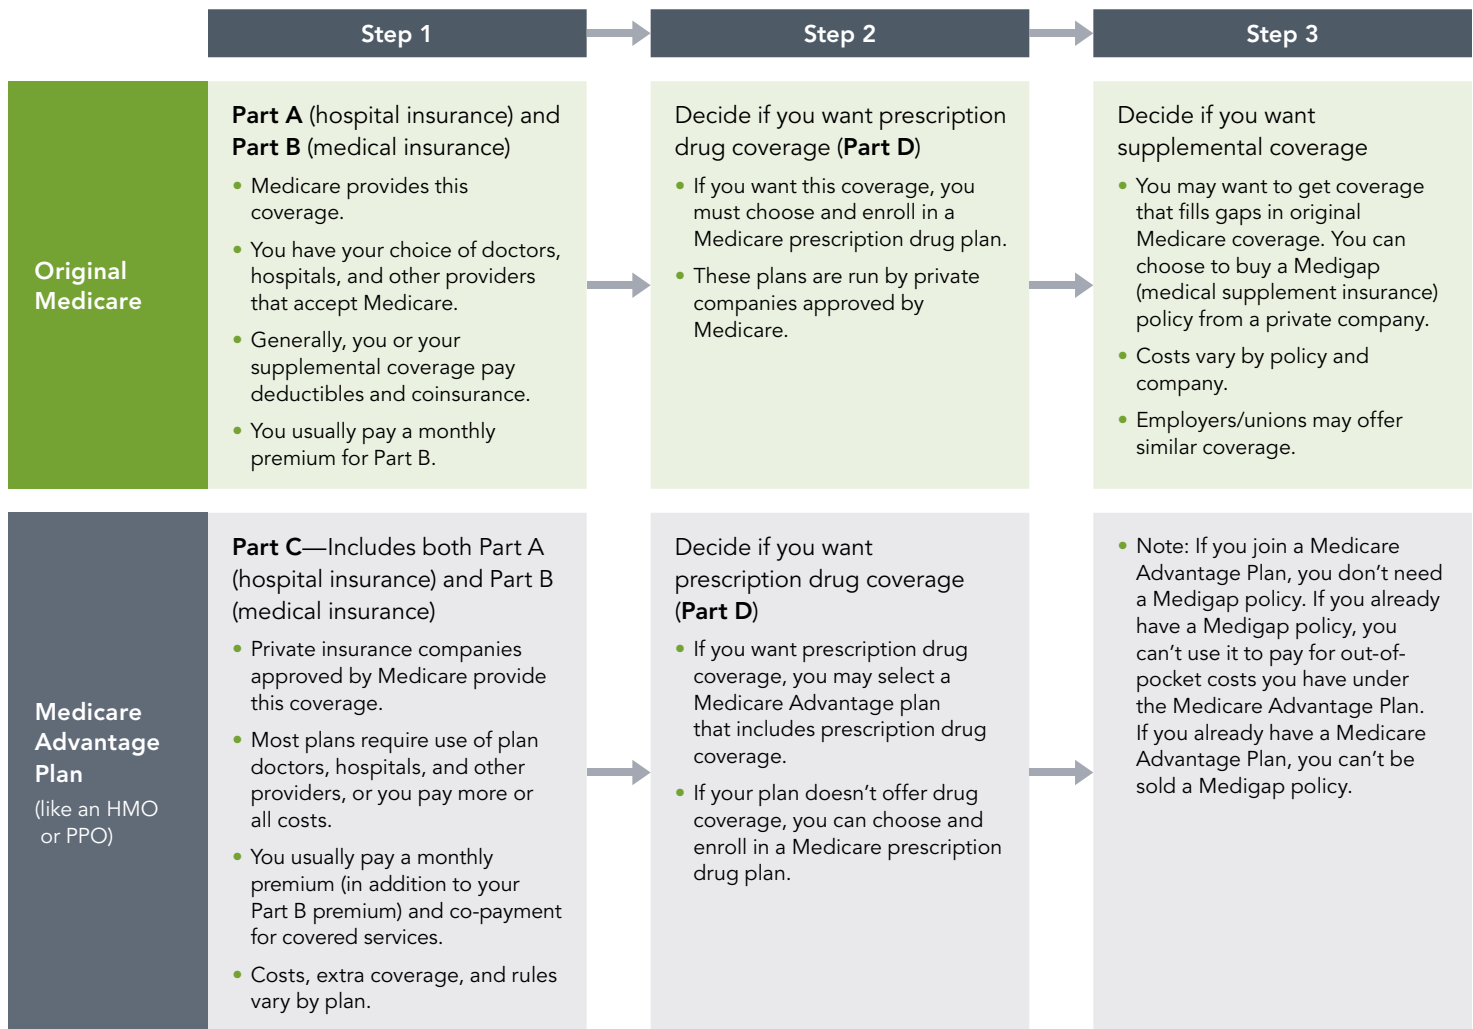 Step 1
Step 2
Step 3
Original
Medicare
Part A (hospital insurance) and
Part B (medical insurance)
• Medicare provides this
coverage.
• You have your choice of doctors,
hospitals, and other providers
that accept Medicare.
• Generally, you or your
supplemental coverage pay
deductibles and coinsurance.
• You usually pay a monthly
premium for Part B.
Decide if you want prescription
drug coverage (Part D)
• If you want this coverage, you
must choose and enroll in a
Medicare prescription drug plan.
• These plans are run by private
companies approved by
Medicare.
Decide if you want
supplemental coverage
• You may want to get coverage
that fills gaps in original
Medicare coverage. You can
choose to buy a Medigap
(medical supplement insurance)
policy from a private company.
• Costs vary by policy and
company.
• Employers/unions may offer
similar coverage.
Medicare
Advantage
Plan
(like an HMO
or PPO)
Part C—Includes both Part A
(hospital insurance) and Part B
(medical insurance)
• Private insurance companies
approved by Medicare provide
this coverage.
• Most plans require use of plan
doctors, hospitals, and other
providers, or you pay more or
all costs.
• You usually pay a monthly
premium (in addition to your
Part B premium) and co-payment
for covered services.
• Costs, extra coverage, and rules
vary by plan.
Decide if you want
prescription drug coverage
(Part D)
• If you want prescription drug
coverage, you may select a
Medicare Advantage plan
that includes prescription drug
coverage.
• If your plan doesn’t offer drug
coverage, you can choose and
enroll in a Medicare prescription
drug plan.
• Note: If you join a Medicare
Advantage Plan, you don’t need
a Medigap policy. If you already
have a Medigap policy, you
can’t use it to pay for out-of-
pocket costs you have under
the Medicare Advantage Plan.
If you already have a Medicare
Advantage Plan, you can’t be
sold a Medigap policy.